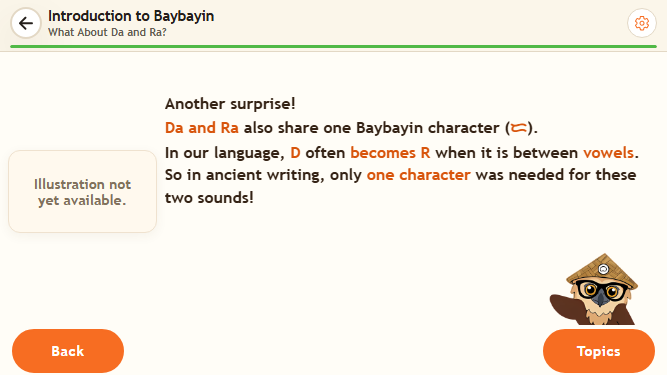 Introduction to Baybayin
What About Da and Ra?
Another surprise!
Da and Ra also share one Baybayin character (ᜇ).
In our language, D often becomes R when it is between vowels.
So in ancient writing, only one character was needed for these
two sounds!
Illustration not
yet available.
Back
Topics